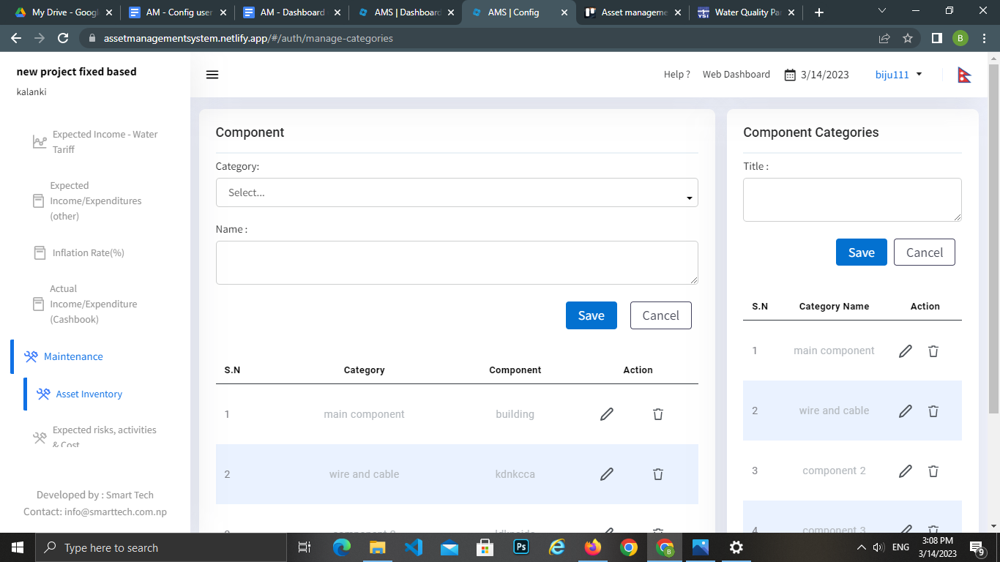 My Drive - Googl
AM - Config user
AM - Dashboard
AMS | Dashboard
AMS | Config
Asset manageme
Water Quality Pa
assetmanagementsystem.netlify.app/#/auth/manage-categories
B
new project fixed based
kalanki
Help ?
Web Dashboard
3/14/2023
biju111
Expected Income - Water
Tariff
Expected
Income/Expenditures
(other)
Inflation Rate(%)
Actual
Income/Expenditure
(Cashbook)
Maintenance
Asset Inventory
Expected risks, activities
& Cost
Developed by : Smart Tech
Contact: info@smarttech.com.np
Component
Category:
Select...
Name :
Save
Cancel
S.N Category Component Action
1 main component building
2 wire and cable kdnkcca
Component Categories
Title :
Save
Cancel
S.N Category Name Action
1 main component
2 wire and cable
3 component 2
4 component 3
Type here to search
Ps
B
ENG
3:08 PM
3/14/2023
9